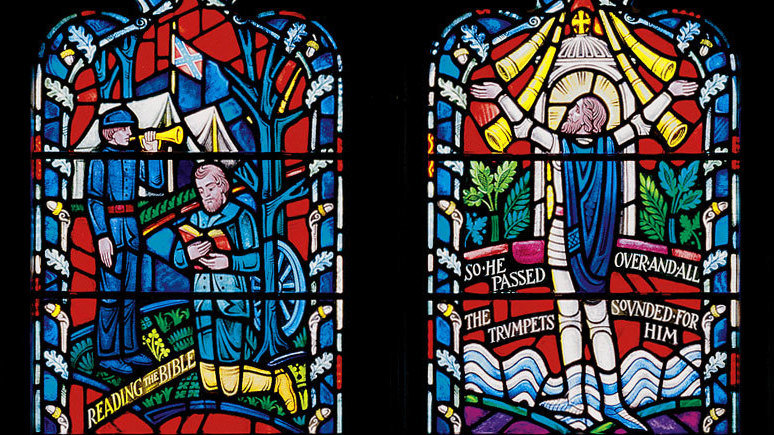 READING THE BIBLE
SO·HE
PASSED
OVER·AND·ALL
THE
TRVMPETS
SOVNDED·FOR
HIM